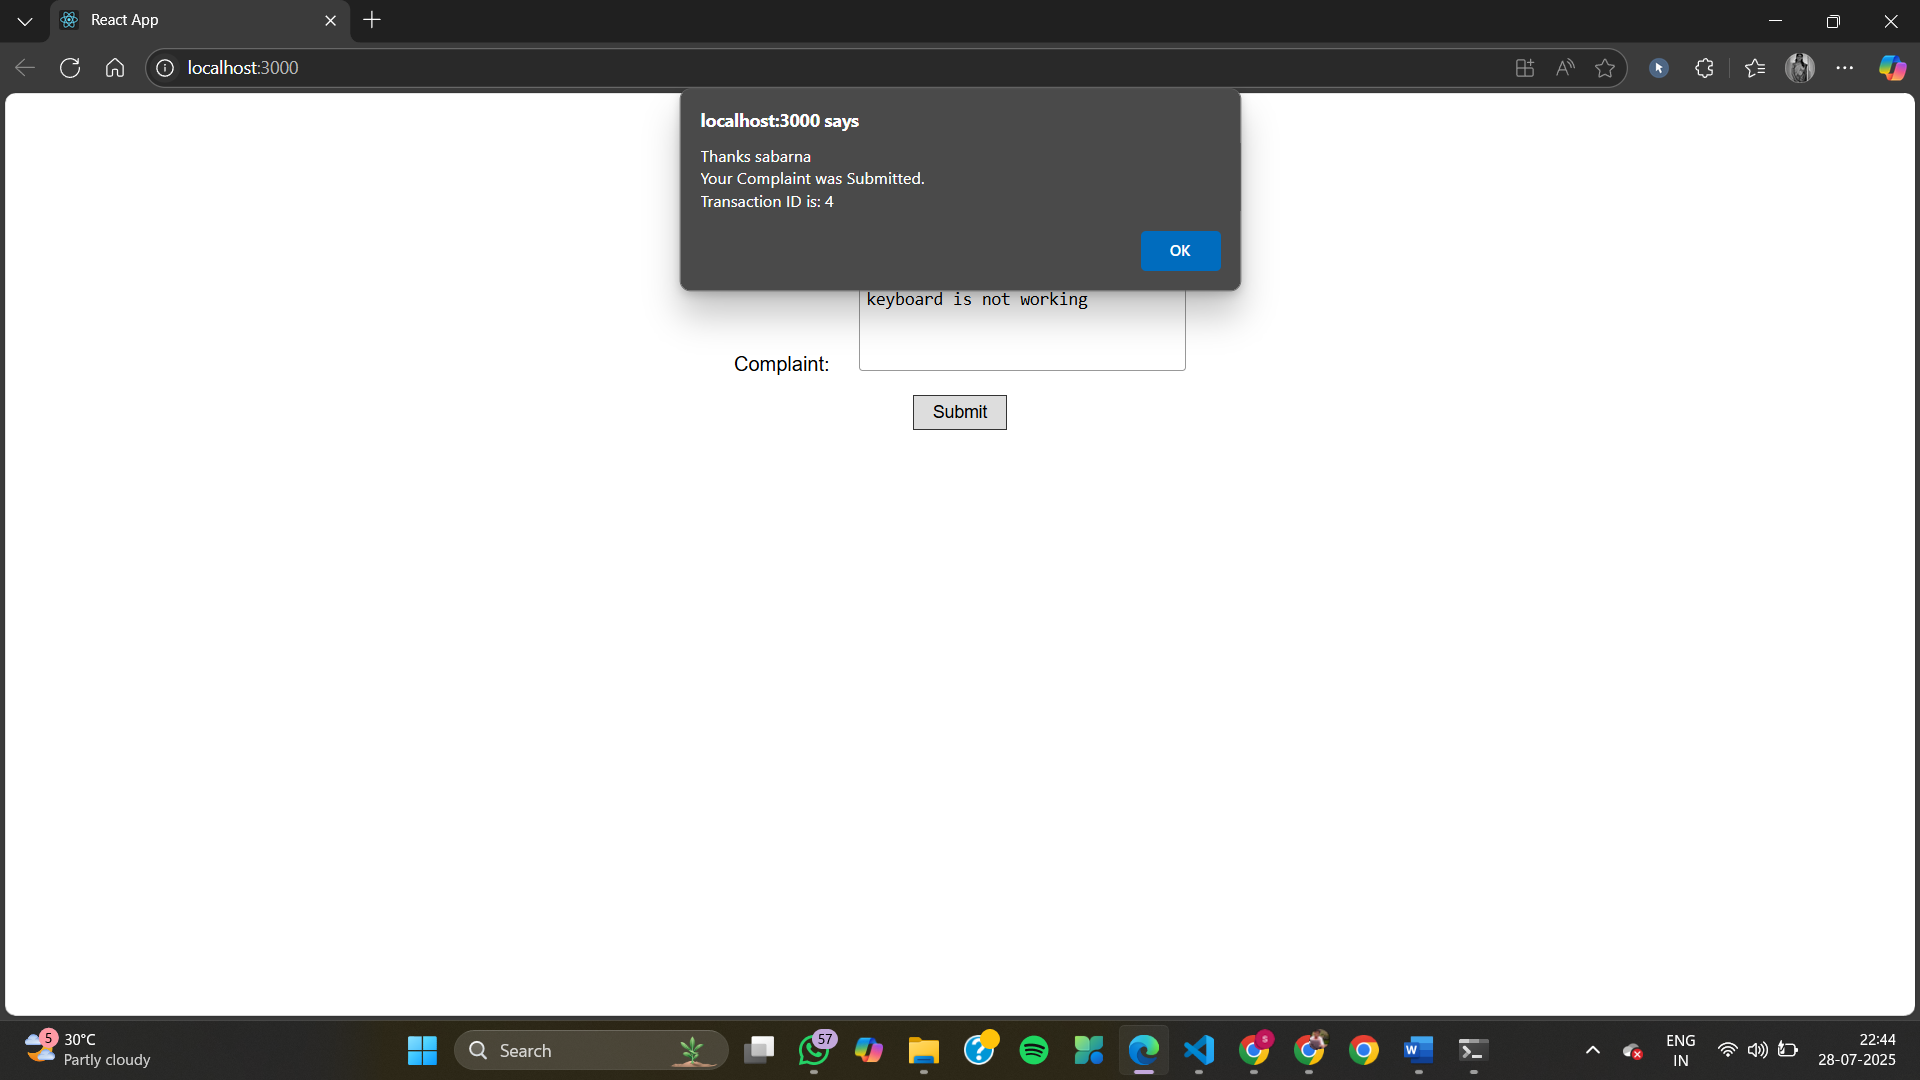 React App
localhost:3000
localhost:3000 says
Thanks sabarna
Your Complaint was Submitted.
Transaction ID is: 4
OK
keyboard is not working
Complaint:
Submit
5
30°C
Partly cloudy
Search
57
s
ENG
IN
22:44
28-07-2025